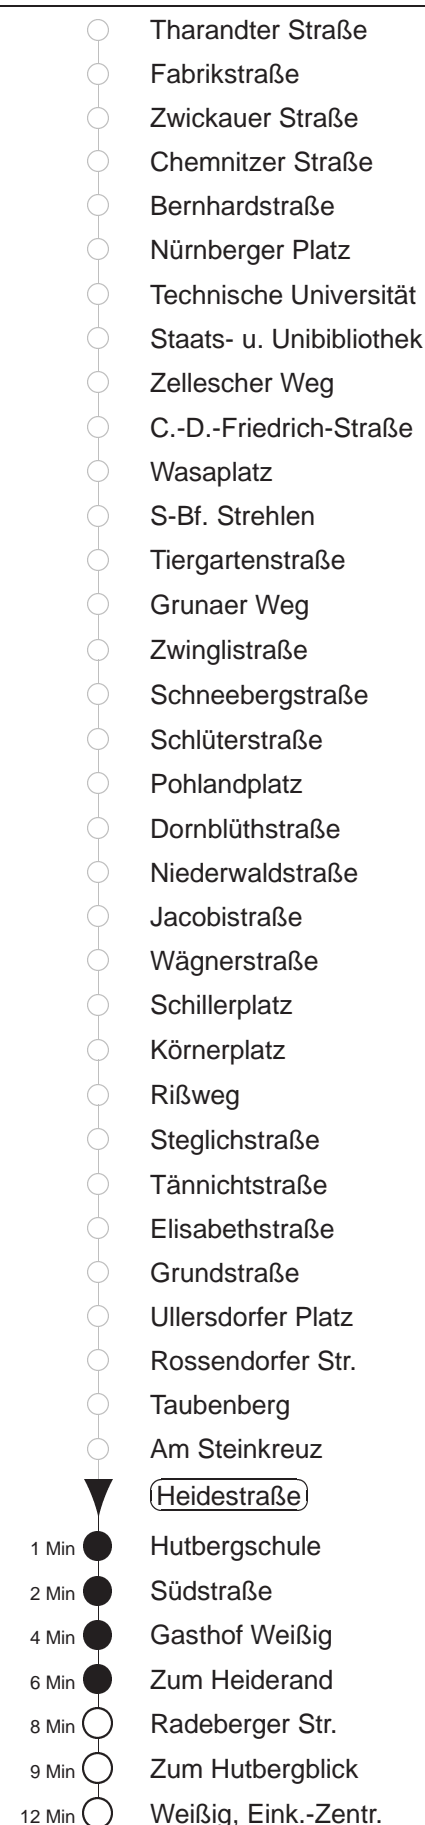 Tharandter Straße
Fabrikstraße
Zwickauer Straße
Chemnitzer Straße
Bernhardstraße
Nürnberger Platz
Technische Universität
Staats- u. Unibibliothek
Zellescher Weg
C.-D.-Friedrich-Straße
Wasaplatz
S-Bf. Strehlen
Tiergartenstraße
Grunaer Weg
Zwinglistraße
Schneebergstraße
Schlüterstraße
Pohlandplatz
Dornblüthstraße
Niederwaldstraße
Jacobistraße
Wägnerstraße
Schillerplatz
Körnerplatz
Rißweg
Steglichstraße
Tännichtstraße
Elisabethstraße
Grundstraße
Ullersdorfer Platz
Rossendorfer Str.
Taubenberg
Am Steinkreuz
Heidestraße
1 Min Hutbergschule
2 Min Südstraße
4 Min Gasthof Weißig
6 Min Zum Heiderand
8 Min Radeberger Str.
9 Min Zum Hutbergblick
12 Min Weißig, Eink.-Zentr.